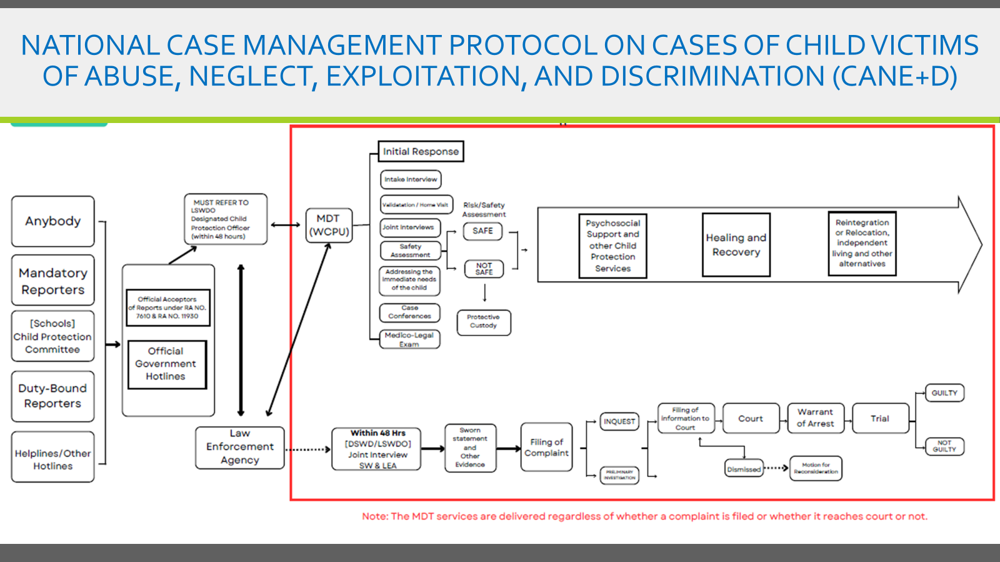 NATIONAL CASE MANAGEMENT PROTOCOL ON CASES OF CHILD VICTIMS
OF ABUSE, NEGLECT, EXPLOITATION, AND DISCRIMINATION (CANE+D)
Anybody
Mandatory
Reporters
[Schools]
Child Protection
Committee
Duty-Bound
Reporters
Helplines/Other
Hotlines
Official Acceptors
of Reports under RA NO.
7610 & RA NO. 11930
Official
Government
Hotlines
MUST REFER TO
LSWDO
Designated Child
Protection Officer
(within 48 hours)
Law
Enforcement
Agency
MDT
(WCPU)
Initial Response
Intake Interview
Validatation / Home Visit
Joint Interviews
Safety
Assessment
Addressing the
immediate needs
of the child
Case
Conferences
Medico-Legal
Exam
Risk/Safety
Assessment
SAFE
NOT
SAFE
Protective
Custody
Psychosocial
Support and
other Child
Protection
Services
Healing and
Recovery
Reintegration
or Relocation,
independent
living and other
alternatives
Within 48 Hrs
[DSWD/LSWDO]
Joint Interview
SW & LEA
Sworn
statement
and
Other
Evidence
Filing of
Complaint
INQUEST
PRELIMINARY
INVESTIGATION
Filing of
Information to
Court
Court
Warrant
of Arrest
Trial
GUILTY
NOT
GUILTY
Dismissed
Motion for
Reconsideration
Note: The MDT services are delivered regardless of whether a complaint is filed or whether it reaches court or not.